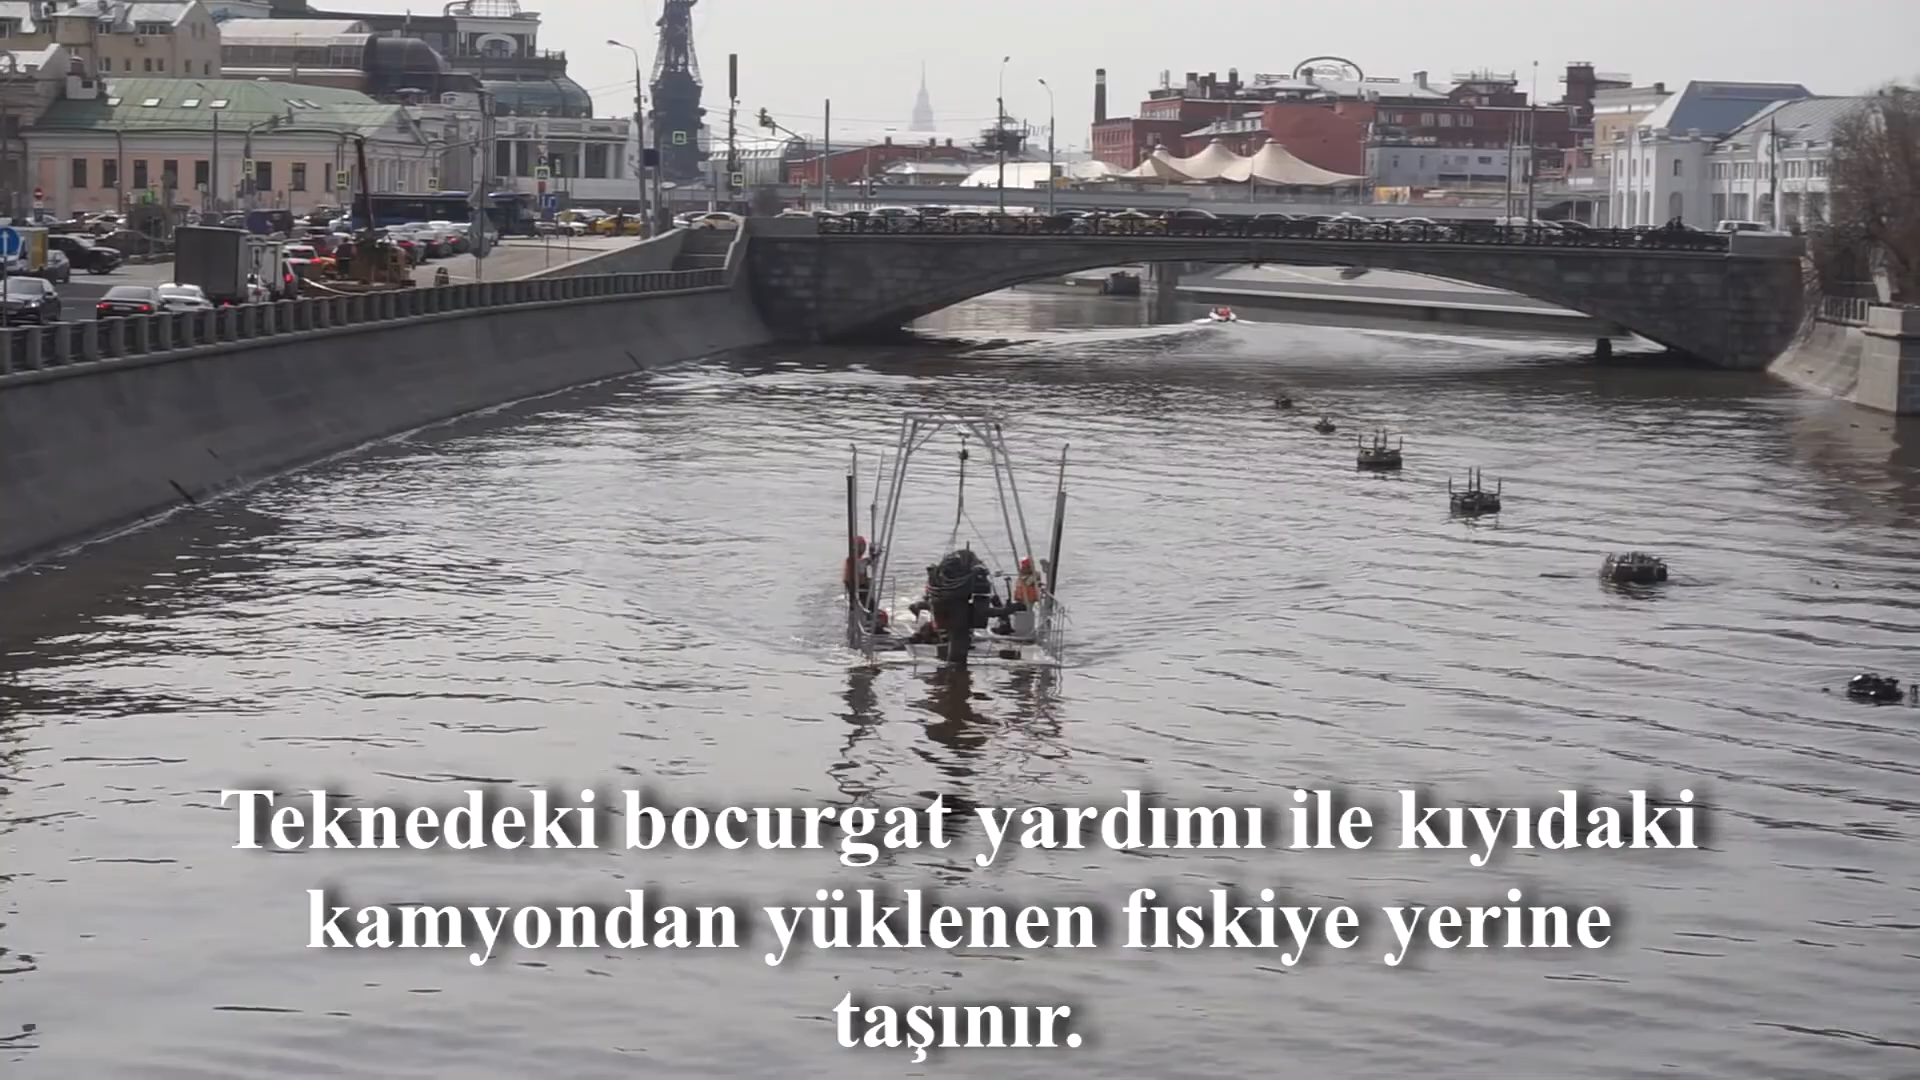 Teknedeki bocurgat yardımı ile kıyıdaki
kamyondan yüklenen fıskiye yerine
taşınır.